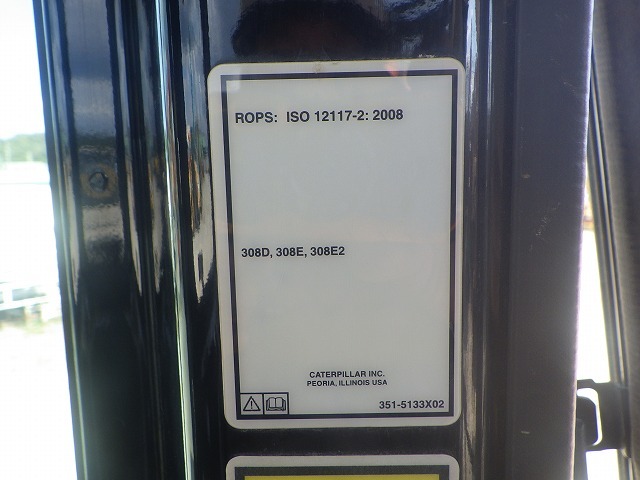 ROPS: ISO 12117-2: 2008
308D, 308E, 308E2
CATERPILLAR INC.
PEORIA, ILLINOIS USA
351-5133X02